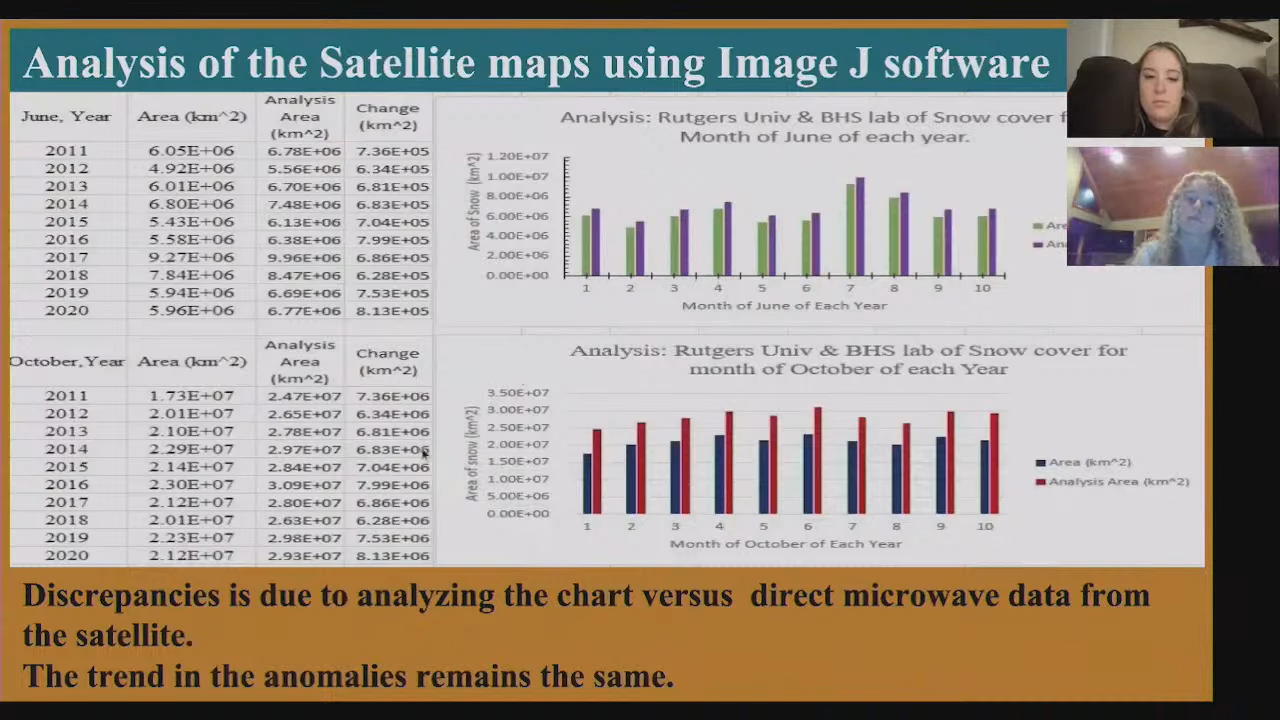 Analysis of the Satellite maps using Image J software
June, Year Area (km^2) Analysis Area (km^2) Change (km^2)
2011 6.05E+06 6.78E+06 7.36E+05
2012 4.92E+06 5.56E+06 6.34E+05
2013 6.01E+06 6.70E+06 6.81E+05
2014 6.80E+06 7.48E+06 6.83E+05
2015 5.43E+06 6.13E+06 7.04E+05
2016 5.58E+06 6.38E+06 7.99E+05
2017 9.27E+06 9.96E+06 6.86E+05
2018 7.84E+06 8.47E+06 6.28E+05
2019 5.94E+06 6.69E+06 7.53E+05
2020 5.96E+06 6.77E+06 8.13E+05
Analysis: Rutgers Univ & BHS lab of Snow cover f
Month of June of each year.
Area of Snow (km^2)
1.20E+07
1.00E+07
8.00E+06
6.00E+06
4.00E+06
2.00E+06
0.00E+00
1 2 3 4 5 6 7 8 9 10
Month of June of Each Year
Are
An
October,Year Area (km^2) Analysis Area (km^2) Change (km^2)
2011 1.73E+07 2.47E+07 7.36E+06
2012 2.01E+07 2.65E+07 6.34E+06
2013 2.10E+07 2.78E+07 6.81E+06
2014 2.29E+07 2.97E+07 6.83E+06
2015 2.14E+07 2.84E+07 7.04E+06
2016 2.30E+07 3.09E+07 7.99E+06
2017 2.12E+07 2.80E+07 6.86E+06
2018 2.01E+07 2.63E+07 6.28E+06
2019 2.23E+07 2.98E+07 7.53E+06
2020 2.12E+07 2.93E+07 8.13E+06
Analysis: Rutgers Univ & BHS lab of Snow cover for
month of October of each Year
Area of snow (km^2)
3.50E+07
3.00E+07
2.50E+07
2.00E+07
1.50E+07
1.00E+07
5.00E+06
0.00E+00
1 2 3 4 5 6 7 8 9 10
Month of October of Each Year
Area (km^2)
Analysis Area (km^2)
Discrepancies is due to analyzing the chart versus direct microwave data from
the satellite.
The trend in the anomalies remains the same.